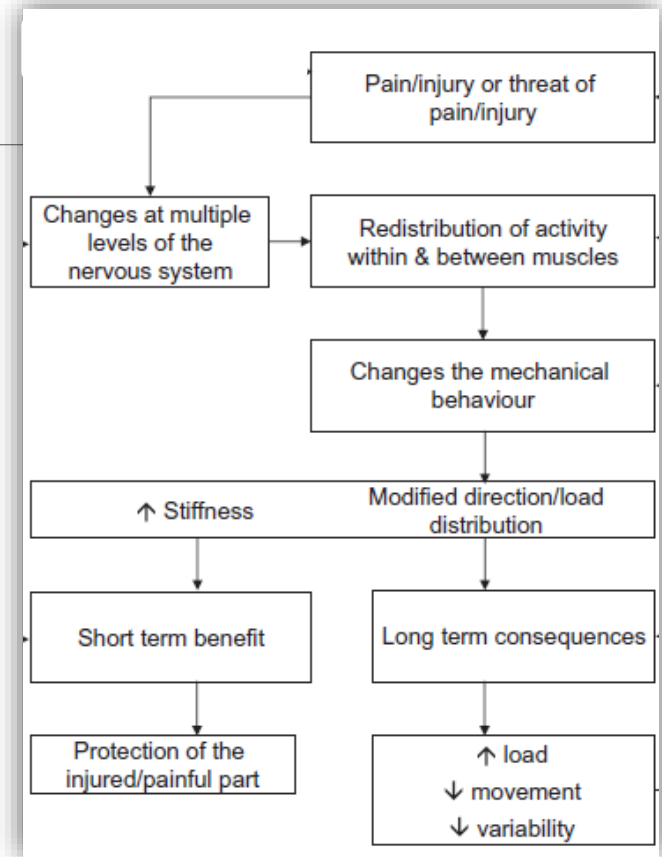 Pain/injury or threat of
pain/injury
Changes at multiple
levels of the
nervous system
Redistribution of activity
within & between muscles
Changes the mechanical
behaviour
↑ Stiffness
Modified direction/load
distribution
Short term benefit
Long term consequences
Protection of the
injured/painful part
↑ load
↓ movement
↓ variability